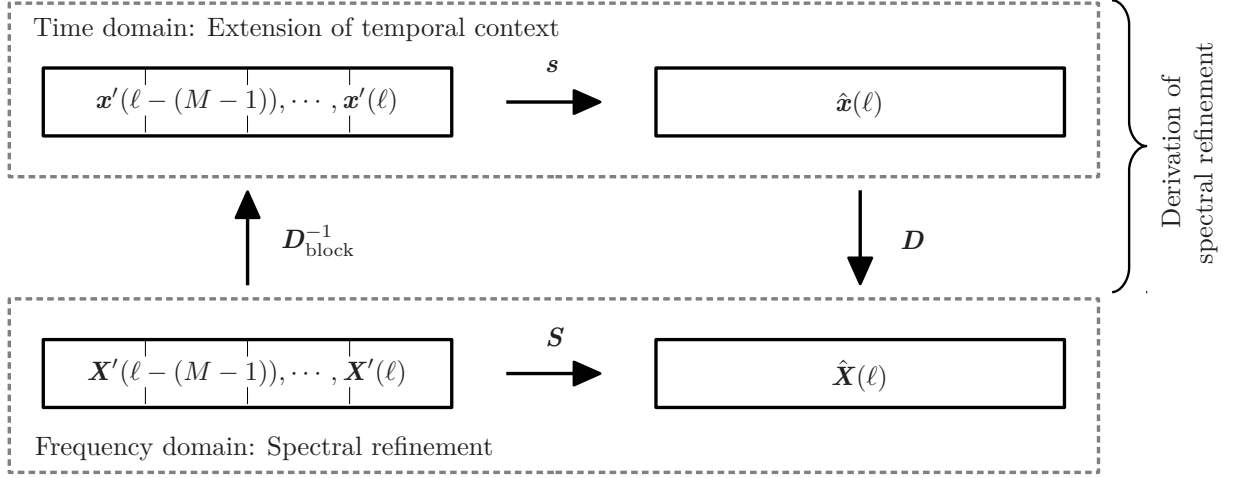 Time domain: Extension of temporal context
x′(ℓ − (M − 1)), ⋯ , x′(ℓ)
s
x̂(ℓ)
D⁻¹block
D
X′(ℓ − (M − 1)), ⋯ , X′(ℓ)
S
X̂(ℓ)
Frequency domain: Spectral refinement
Derivation of
spectral refinement